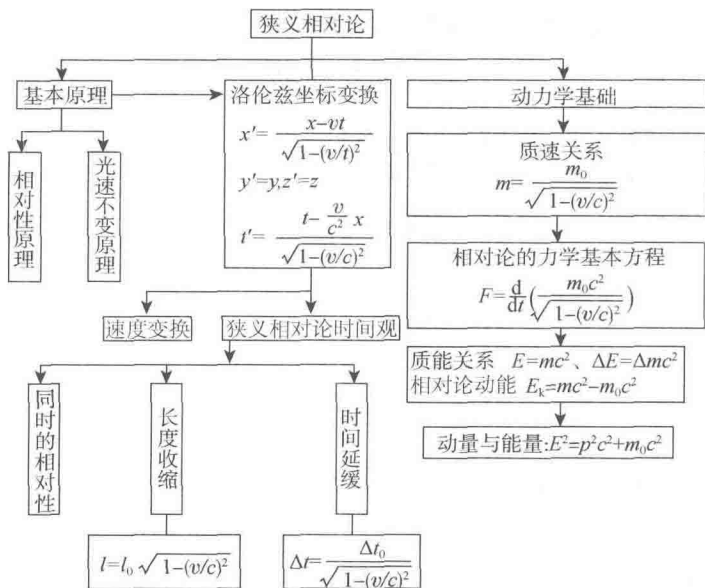 狭义相对论
基本原理
洛伦兹坐标变换
动力学基础
x'= x-vt / √1-(v/t)²
y'=y,z'=z
t'= t- v/c² x / √1-(v/c)²
相对性原理
光速不变原理
质速关系
m= m₀ / √1-(v/c)²
相对论的力学基本方程
F= d/dt ( m₀c² / √1-(v/c)² )
速度变换
狭义相对论时间观
质能关系 E=mc²、ΔE=Δmc²
相对论动能 Eₖ=mc²-m₀c²
动量与能量:E²=p²c²+m₀c²
同时的相对性
长度收缩
时间延缓
l=l₀ √1-(v/c)²
Δt= Δt₀ / √1-(v/c)²